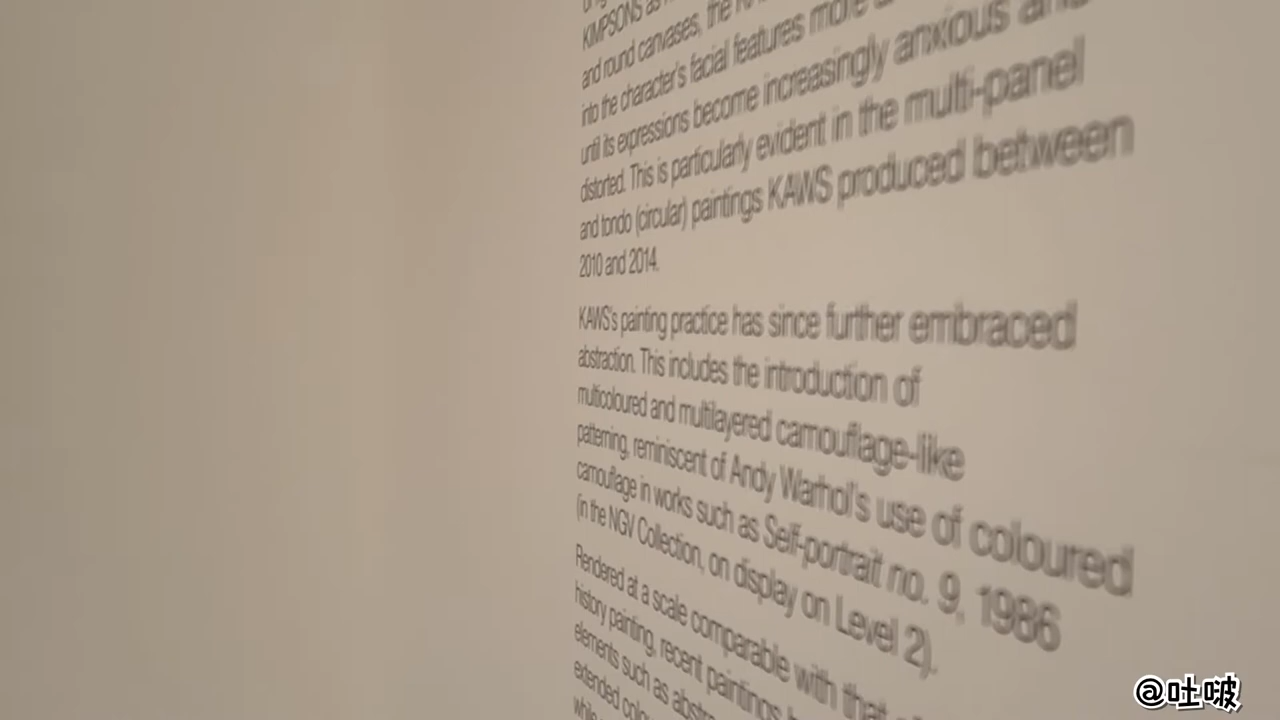 KIMPSONS as
and round canvases, the
into the character's facial features more
until its expressions become increasingly anxious and
distorted. This is particularly evident in the multi-panel
and tondo (circular) paintings KAWS produced between
2010 and 2014.
KAWS's painting practice has since further embraced
abstraction. This includes the introduction of
multicoloured and multilayered camouflage-like
patterning, reminiscent of Andy Warhol's use of coloured
camouflage in works such as Self-portrait no. 9, 1986
(in the NGV Collection, on display on Level 2).
Rendered at a scale comparable with that of
history painting, recent paintings
elements such as
extended
while
@吐啵